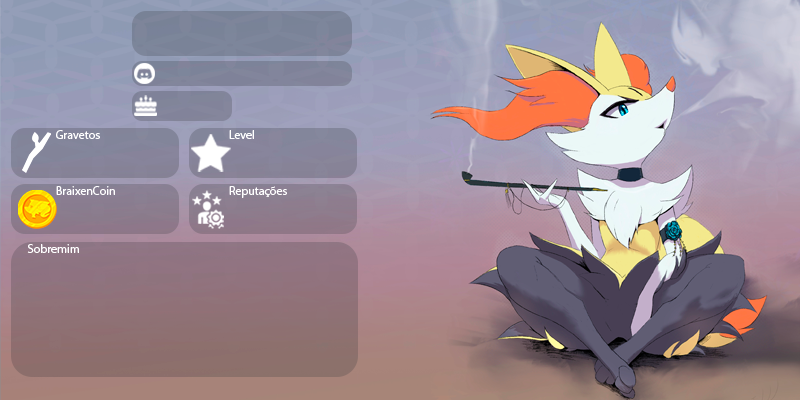 Gravetos
Level
BraixenCoin
Reputações
Sobremim